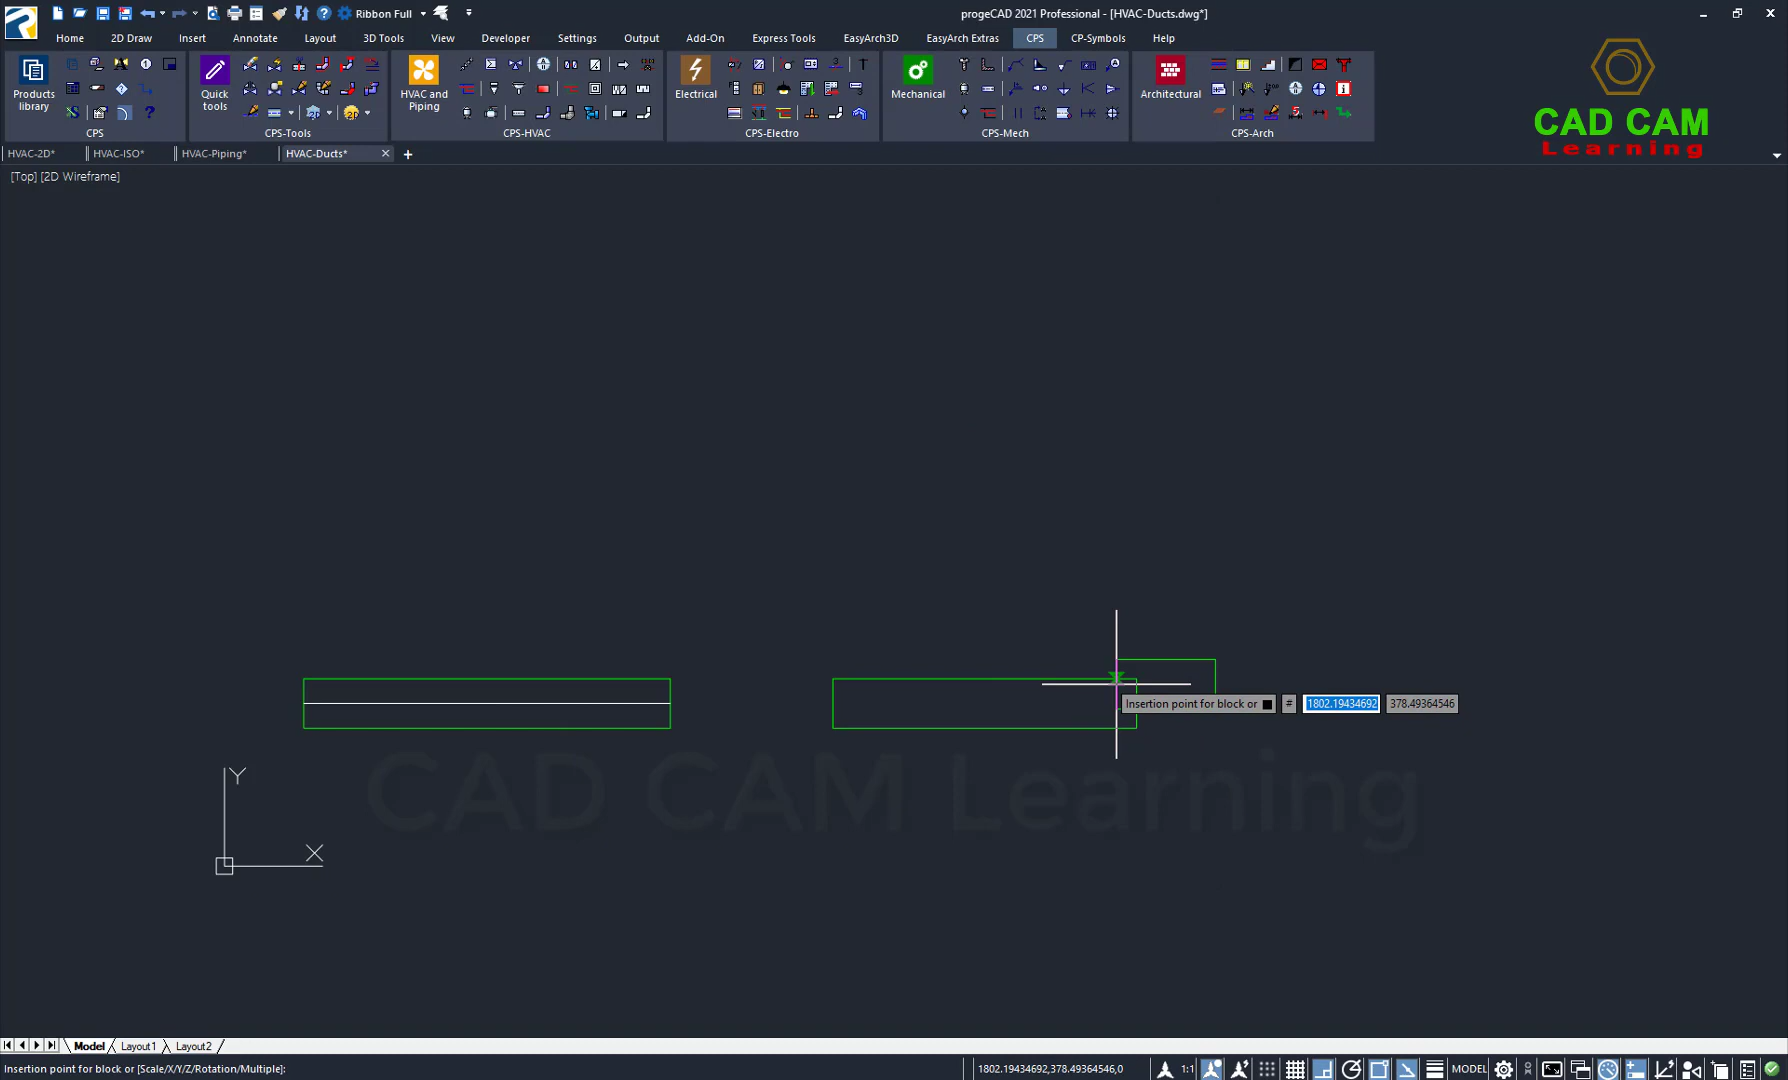 Ribbon Full
progeCAD 2021 Professional - [HVAC-Ducts.dwg*]
Home 2D Draw Insert Annotate Layout 3D Tools View Developer Settings Output Add-On Express Tools EasyArch3D EasyArch Extras CPS CP-Symbols Help
Products library
Quick tools
HVAC and Piping
Electrical
Mechanical
Architectural
CPS CPS-Tools CPS-HVAC CPS-Electro CPS-Mech CPS-Arch
CAD CAM
Learning
HVAC-2D* HVAC-ISO* HVAC-Piping* HVAC-Ducts*
[Top] [2D Wireframe]
Insertion point for block or # 1802.19434692 378.49364546
CAD CAM Learning
Y
X
Model Layout1 Layout2
Insertion point for block or [Scale/X/Y/Z/Rotation/Multiple]: 1802.19434692,378.49364546,0 1:1 MODEL